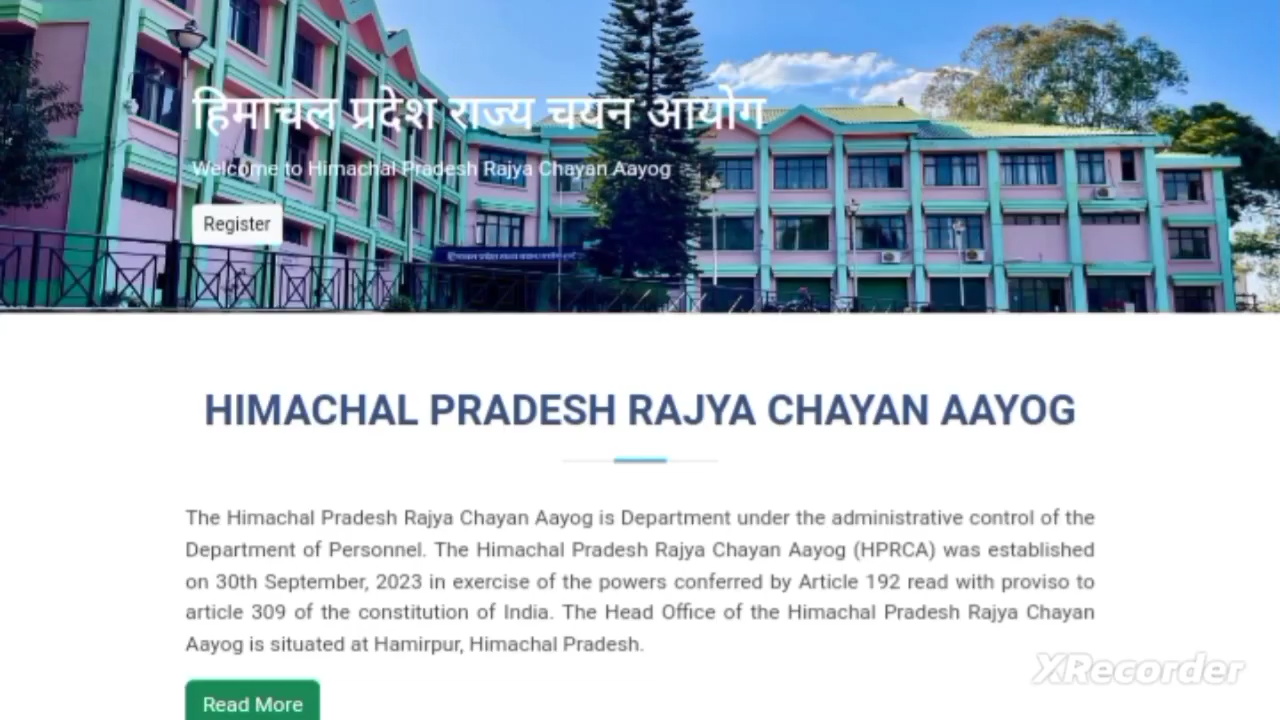 हिमाचल प्रदेश राज्य चयन आयोग
Welcome to Himachal Pradesh Rajya Chayan Aayog
Register
हिमाचल प्रदेश राज्य चयन
HIMACHAL PRADESH RAJYA CHAYAN AAYOG
The Himachal Pradesh Rajya Chayan Aayog is Department under the administrative control of the
Department of Personnel. The Himachal Pradesh Rajya Chayan Aayog (HPRCA) was established
on 30th September, 2023 in exercise of the powers conferred by Article 192 read with proviso to
article 309 of the constitution of India. The Head Office of the Himachal Pradesh Rajya Chayan
Aayog is situated at Hamirpur, Himachal Pradesh.
XRecorder
Read More